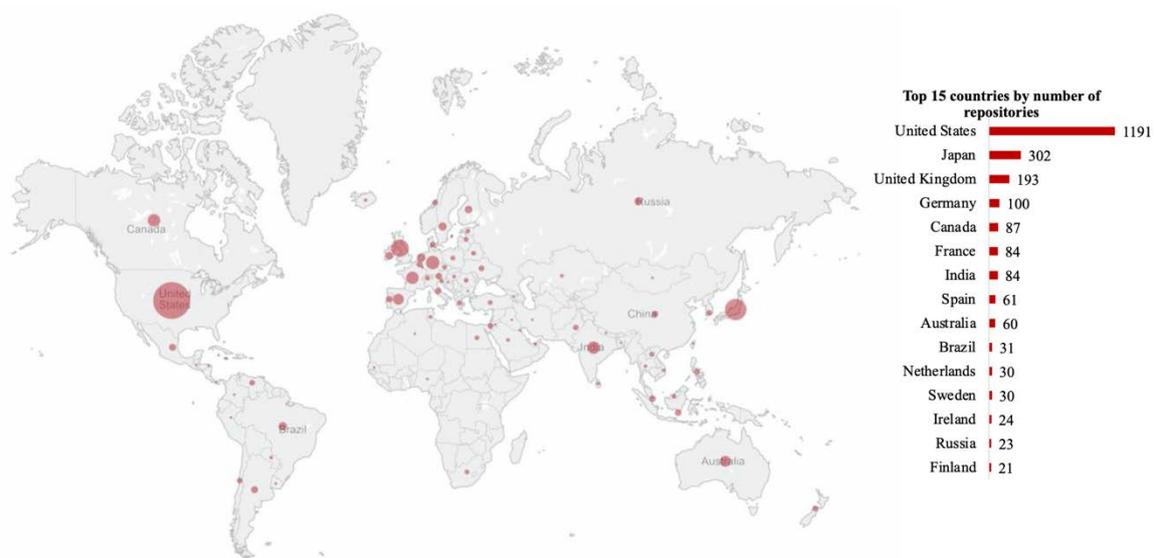 Canada
United
States
Brazil
Russia
China
India
Australia
Top 15 countries by number of
repositories
United States 1191
Japan 302
United Kingdom 193
Germany 100
Canada 87
France 84
India 84
Spain 61
Australia 60
Brazil 31
Netherlands 30
Sweden 30
Ireland 24
Russia 23
Finland 21